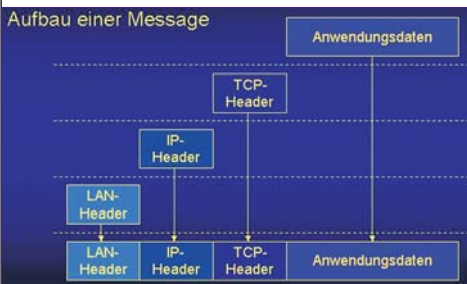 Aufbau einer Message
Anwendungsdaten
TCP-
Header
IP-
Header
LAN-
Header
LAN-
Header
IP-
Header
TCP-
Header
Anwendungsdaten